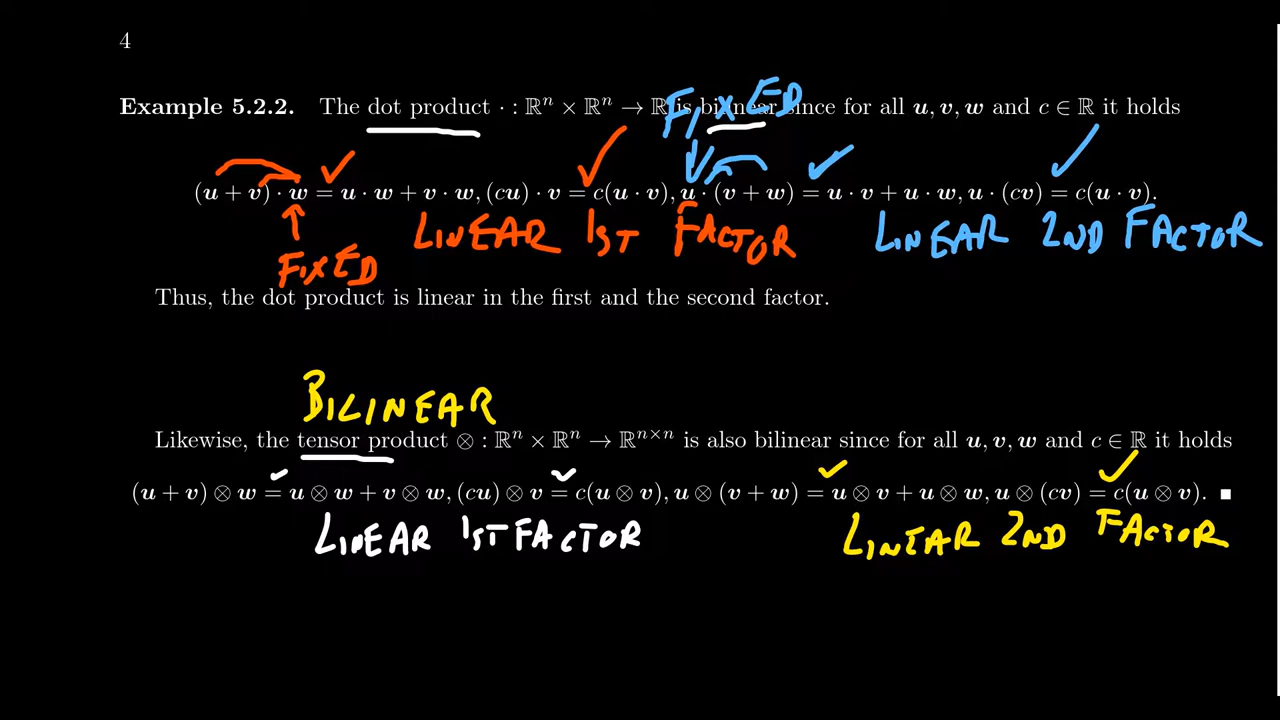 4
FIXED
Example 5.2.2. The dot product · : ℝⁿ × ℝⁿ → ℝ is bilinear since for all u, v, w and c ∈ ℝ it holds
(u + v) · w = u · w + v · w, (cu) · v = c(u · v), u · (v + w) = u · v + u · w, u · (cv) = c(u · v).
LINEAR 1ST FACTOR LINEAR 2ND FACTOR
FIXED
Thus, the dot product is linear in the first and the second factor.
BILINEAR
Likewise, the tensor product ⊗ : ℝⁿ × ℝⁿ → ℝⁿˣⁿ is also bilinear since for all u, v, w and c ∈ ℝ it holds
(u + v) ⊗ w = u ⊗ w + v ⊗ w, (cu) ⊗ v = c(u ⊗ v), u ⊗ (v + w) = u ⊗ v + u ⊗ w, u ⊗ (cv) = c(u ⊗ v). ■
LINEAR 1ST FACTOR LINEAR 2ND FACTOR